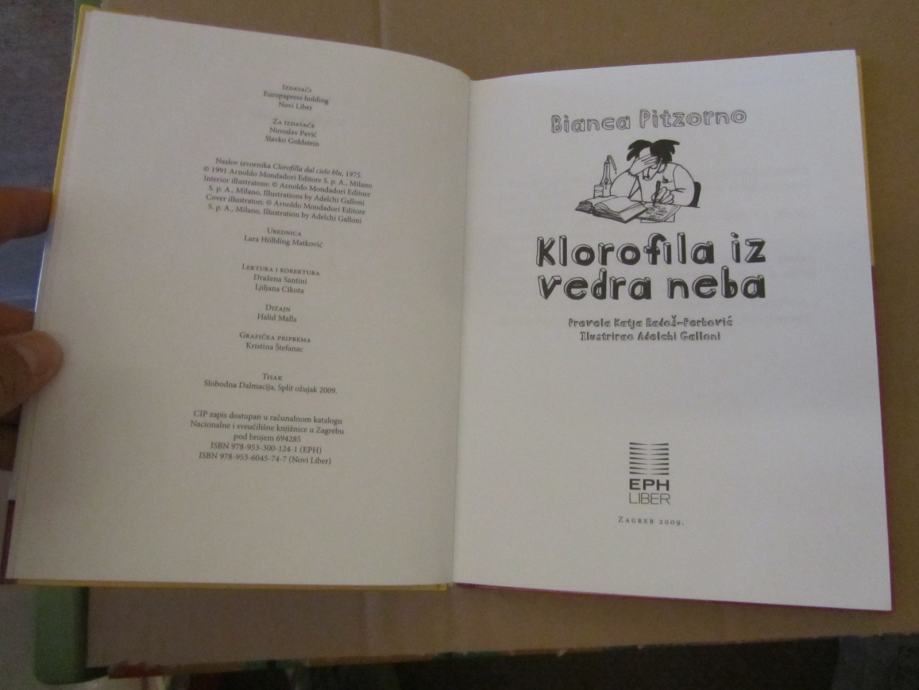 Izdavači
Europapress holding
Novi Liber
Za izdavače
Ninoslav Pavić
Slavko Goldstein
Naslov izvornika Clorofilla dal cielo blu, 1975.
© 1991 Arnoldo Mondadori Editore S. p. A., Milano
Interior illustratons: © Arnoldo Mondadori Editore
S. p. A., Milano, Illustrations by Adelchi Galloni
Cover illustraton: © Arnoldo Mondadori Editore
S. p. A., Milano, Illustration by Adelchi Galloni
Urednica
Lara Hölbling Matković
Lektura i korektura
Dražena Santini
Ljiljana Cikota
Dizajn
Halid Malla
Grafička priprema
Kristina Štefanac
Tisak
Slobodna Dalmacija, Split ožujak 2009.
CIP zapis dostupan u računalnom katalogu
Nacionalne i sveučilišne knjižnice u Zagrebu
pod brojem 694285
ISBN 978-953-300-124-1 (EPH)
ISBN 978-953-6045-74-7 (Novi Liber)
Bianca Pitzorno
Klorofila iz
vedra neba
Prevela Katja Radoš-Perković
Ilustrirao Adelchi Galloni
EPH
LIBER
Zagreb 2009.